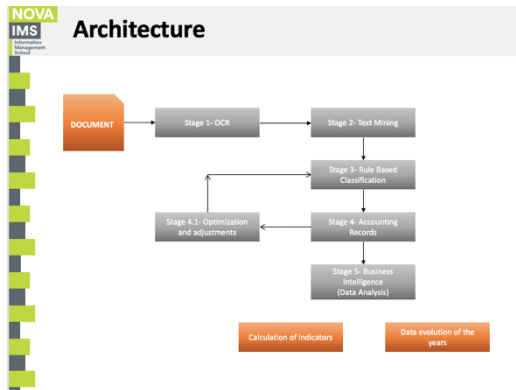 NOVA
IMS
Information
Management
School
Architecture
DOCUMENT
Stage 1- OCR
Stage 2- Text Mining
Stage 3- Rule Based
Classification
Stage 4.1- Optimization
and adjustments
Stage 4- Accounting
Records
Stage 5- Business
Intelligence
(Data Analysis)
Calculation of indicators
Data evolution of the
years